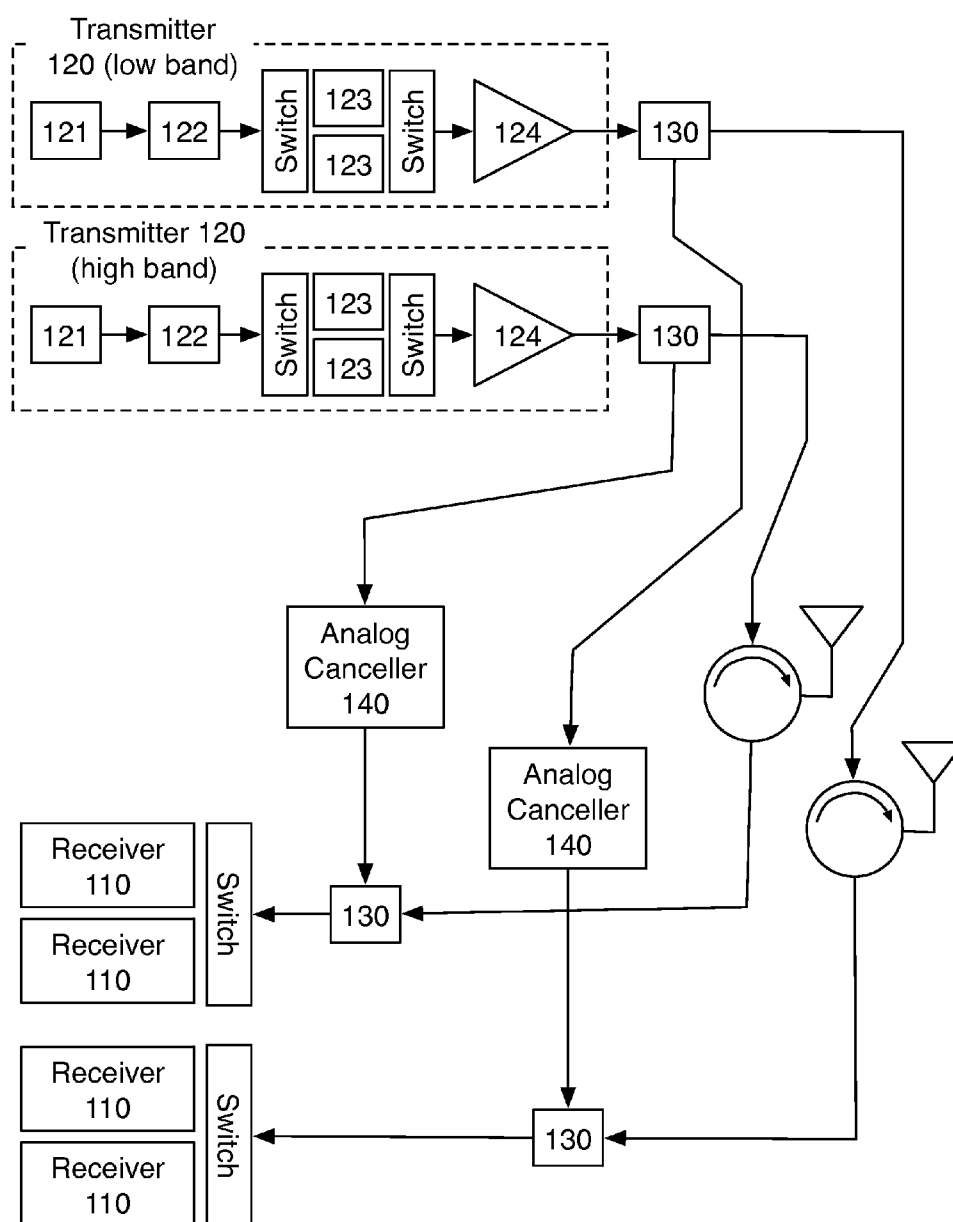 Transmitter
120 (low band)
121
122
Switch
123
123
Switch
124
130
Transmitter 120
(high band)
121
122
Switch
123
123
Switch
124
130
Analog
Canceller
140
Analog
Canceller
140
Receiver
110
Receiver
110
Switch
130
Receiver
110
Receiver
110
Switch
130